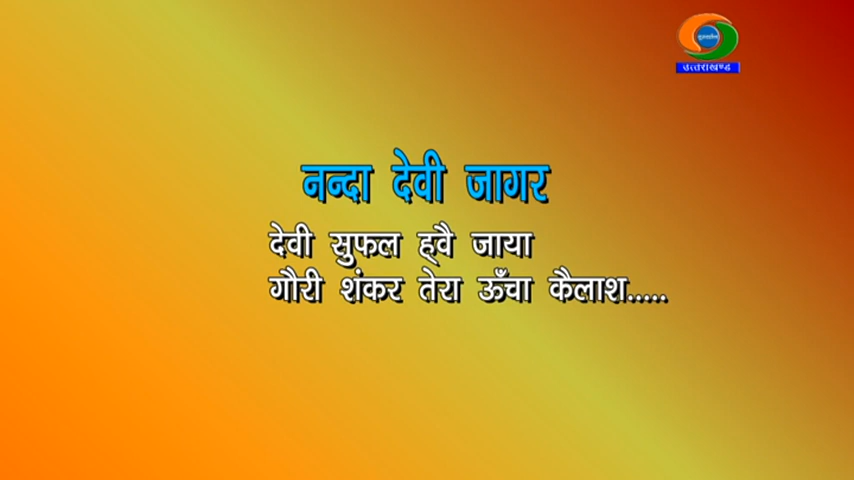 उत्तराखण्ड
नन्दा देवी जागर
देवी सुफल ह्वै जाया
गौरी शंकर तेरा ऊँचा कैलाश.....